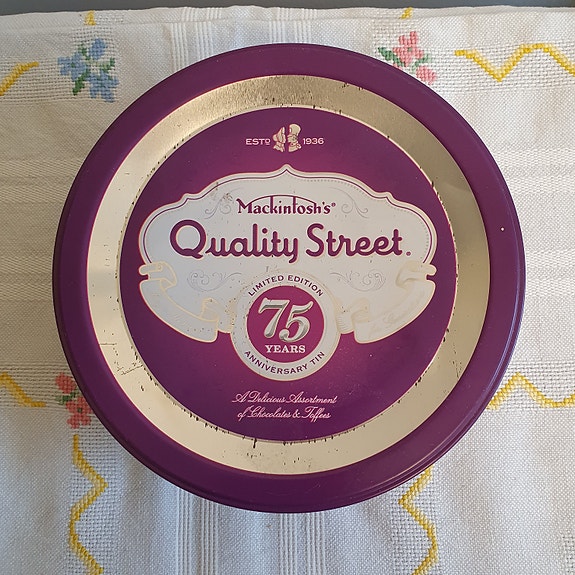 ESTD 1936
Mackintosh's®
Quality Street.
LIMITED EDITION
75
YEARS
ANNIVERSARY TIN
A Delicious Assortment
of Chocolates & Toffees